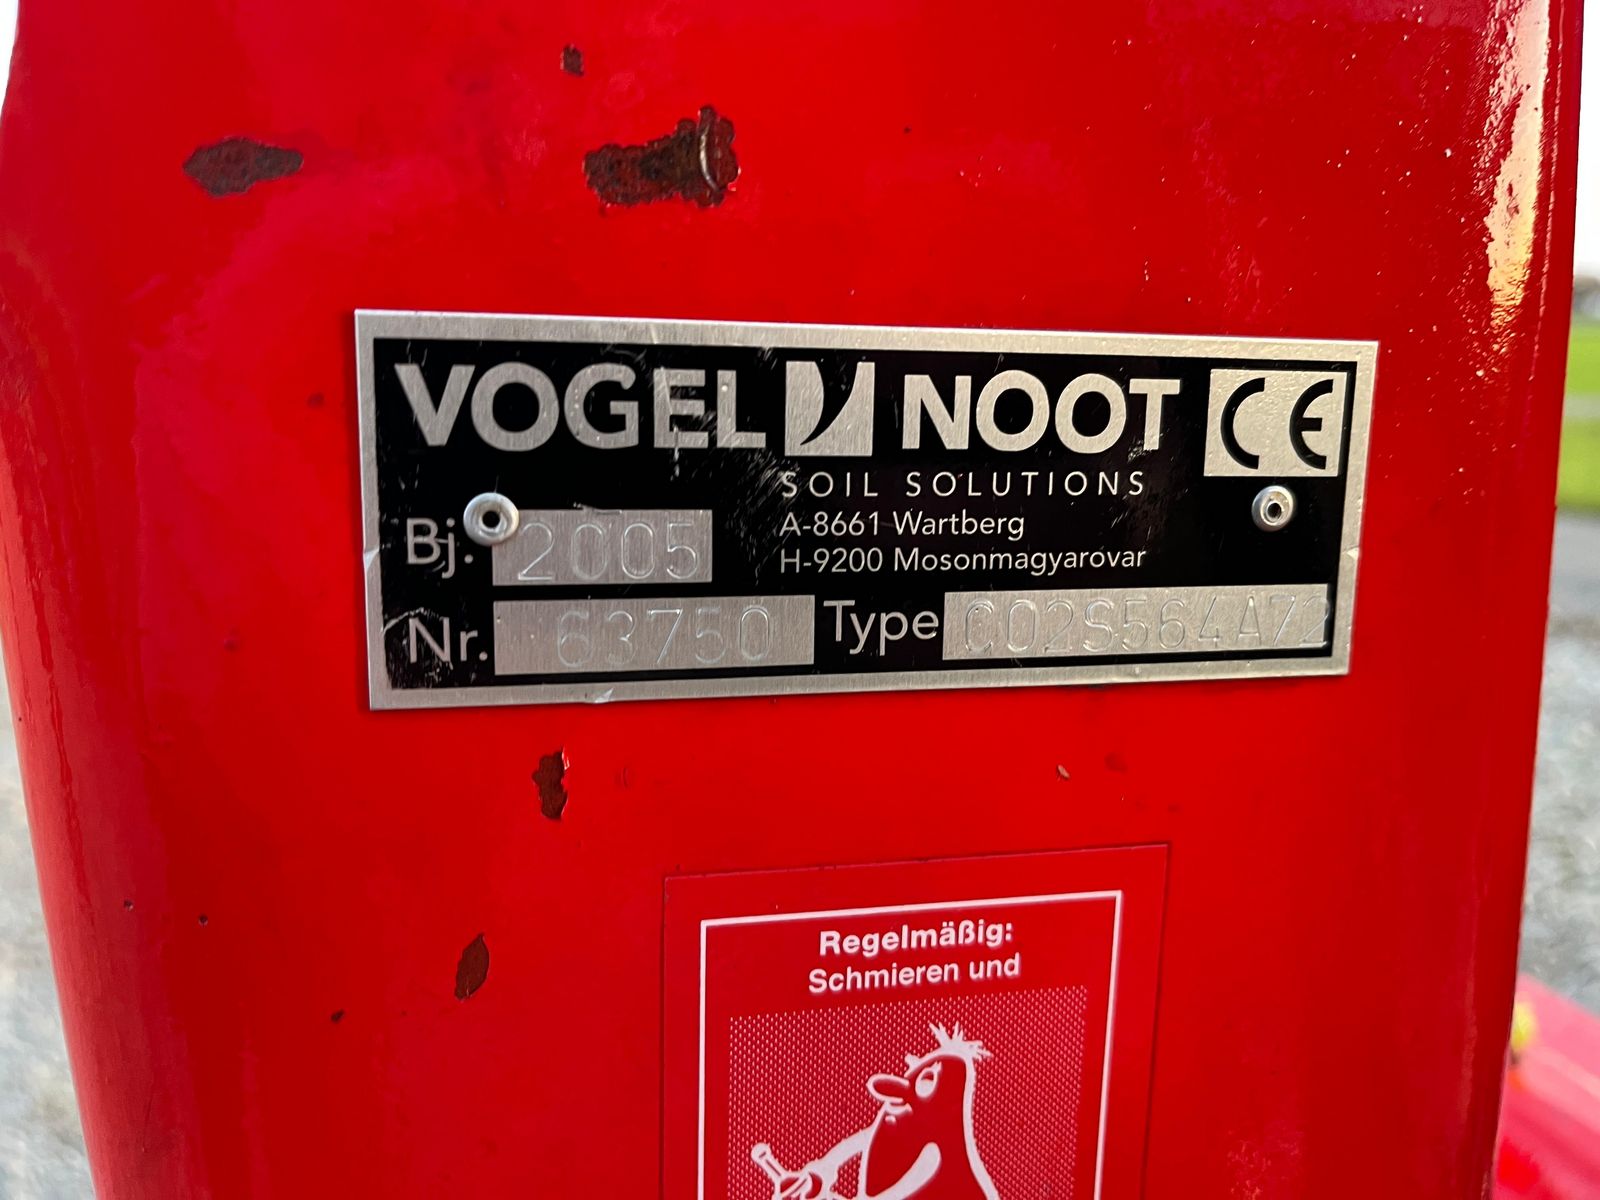 VOGEL NOOT CE
SOIL SOLUTIONS
A-8661 Wartberg
H-9200 Mosonmagyarovar
Bj. 2005
Nr. 63750 Type C02S564A72
Regelmäßig:
Schmieren und